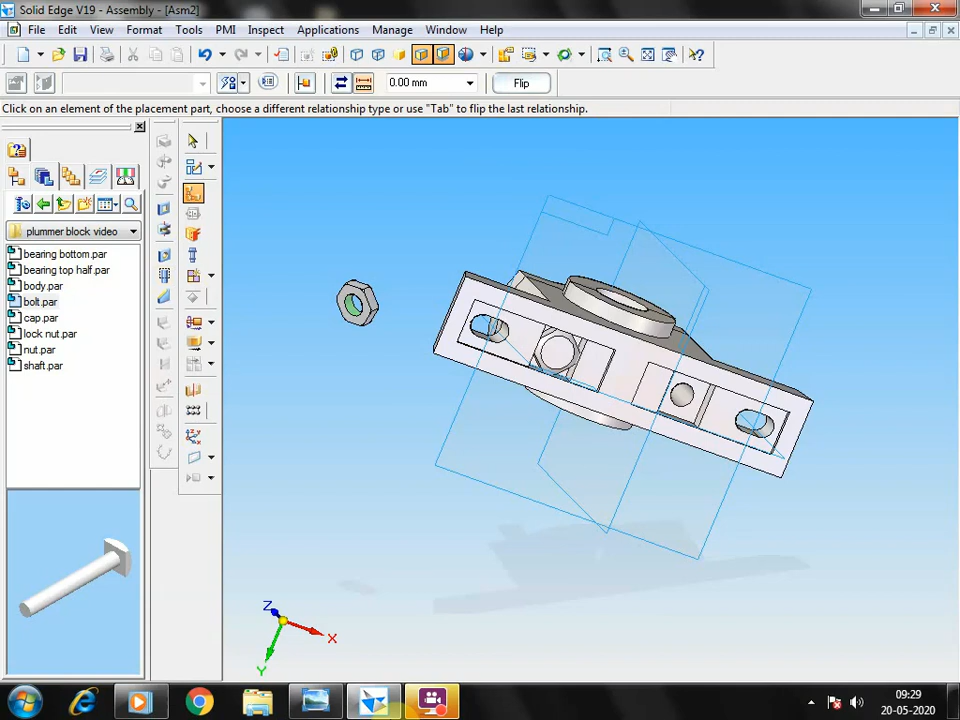 Solid Edge V19 - Assembly - [Asm2]
File Edit View Format Tools PMI Inspect Applications Manage Window Help
0.00 mm Flip
Click on an element of the placement part, choose a different relationship type or use "Tab" to flip the last relationship.
plummer block video
bearing bottom.par
bearing top half.par
body.par
bolt.par
cap.par
lock nut.par
nut.par
shaft.par
Z
X
Y
09:29
20-05-2020